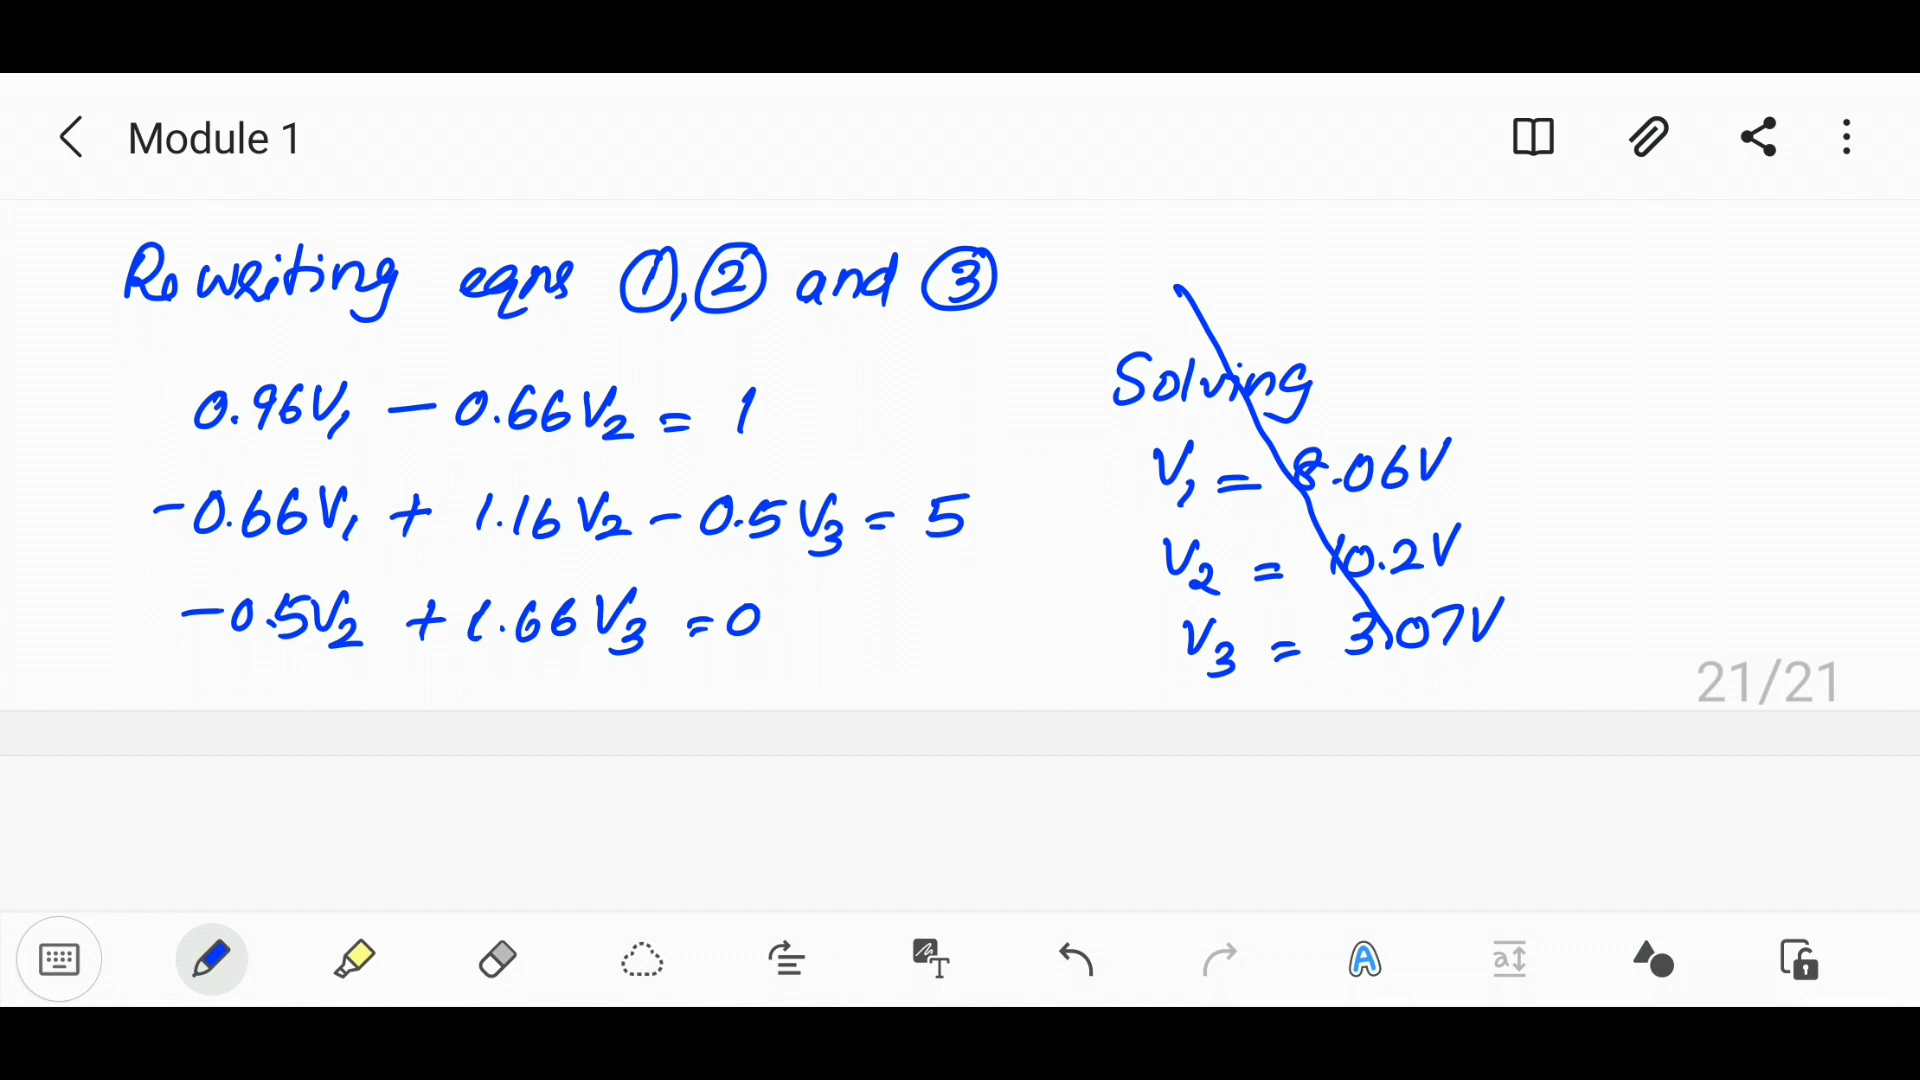 Module 1
Rewriting eqns ①,② and ③
0.96V₁ - 0.66V₂ = 1
-0.66V₁ + 1.16V₂ - 0.5V₃ = 5
-0.5V₂ + 1.66V₃ = 0
Solving
V₁ = 8.06V
V₂ = 10.2V
V₃ = 3.07V
21/21